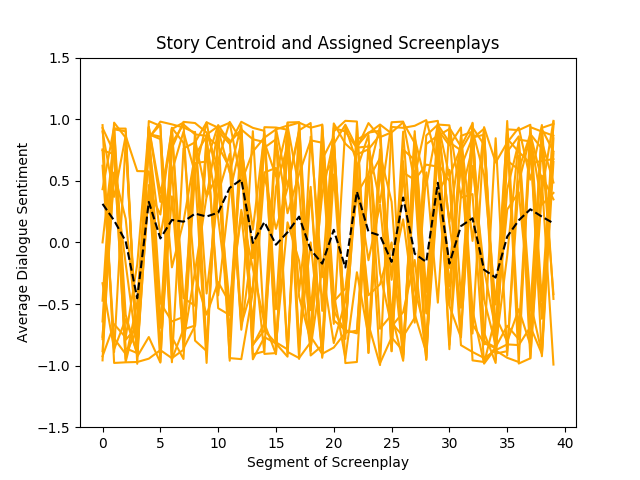 Story Centroid and Assigned Screenplays
1.5
1.0
0.5
0.0
−0.5
−1.0
−1.5
Average Dialogue Sentiment
0 5 10 15 20 25 30 35 40
Segment of Screenplay